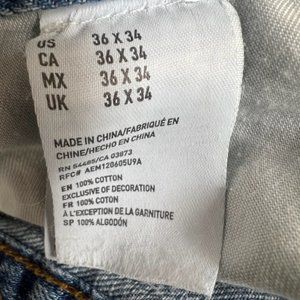 US 36 X 34
CA 36 X 34
MX 36 X 34
UK 36 X 34
MADE IN CHINA/FABRIQUÉ EN
CHINE/HECHO EN CHINA
RN 54485/CA 03873
RFC# AEM120605U9A
EN 100% COTTON
EXCLUSIVE OF DECORATION
FR 100% COTON
À L'EXCEPTION DE LA GARNITURE
SP 100% ALGODÓN